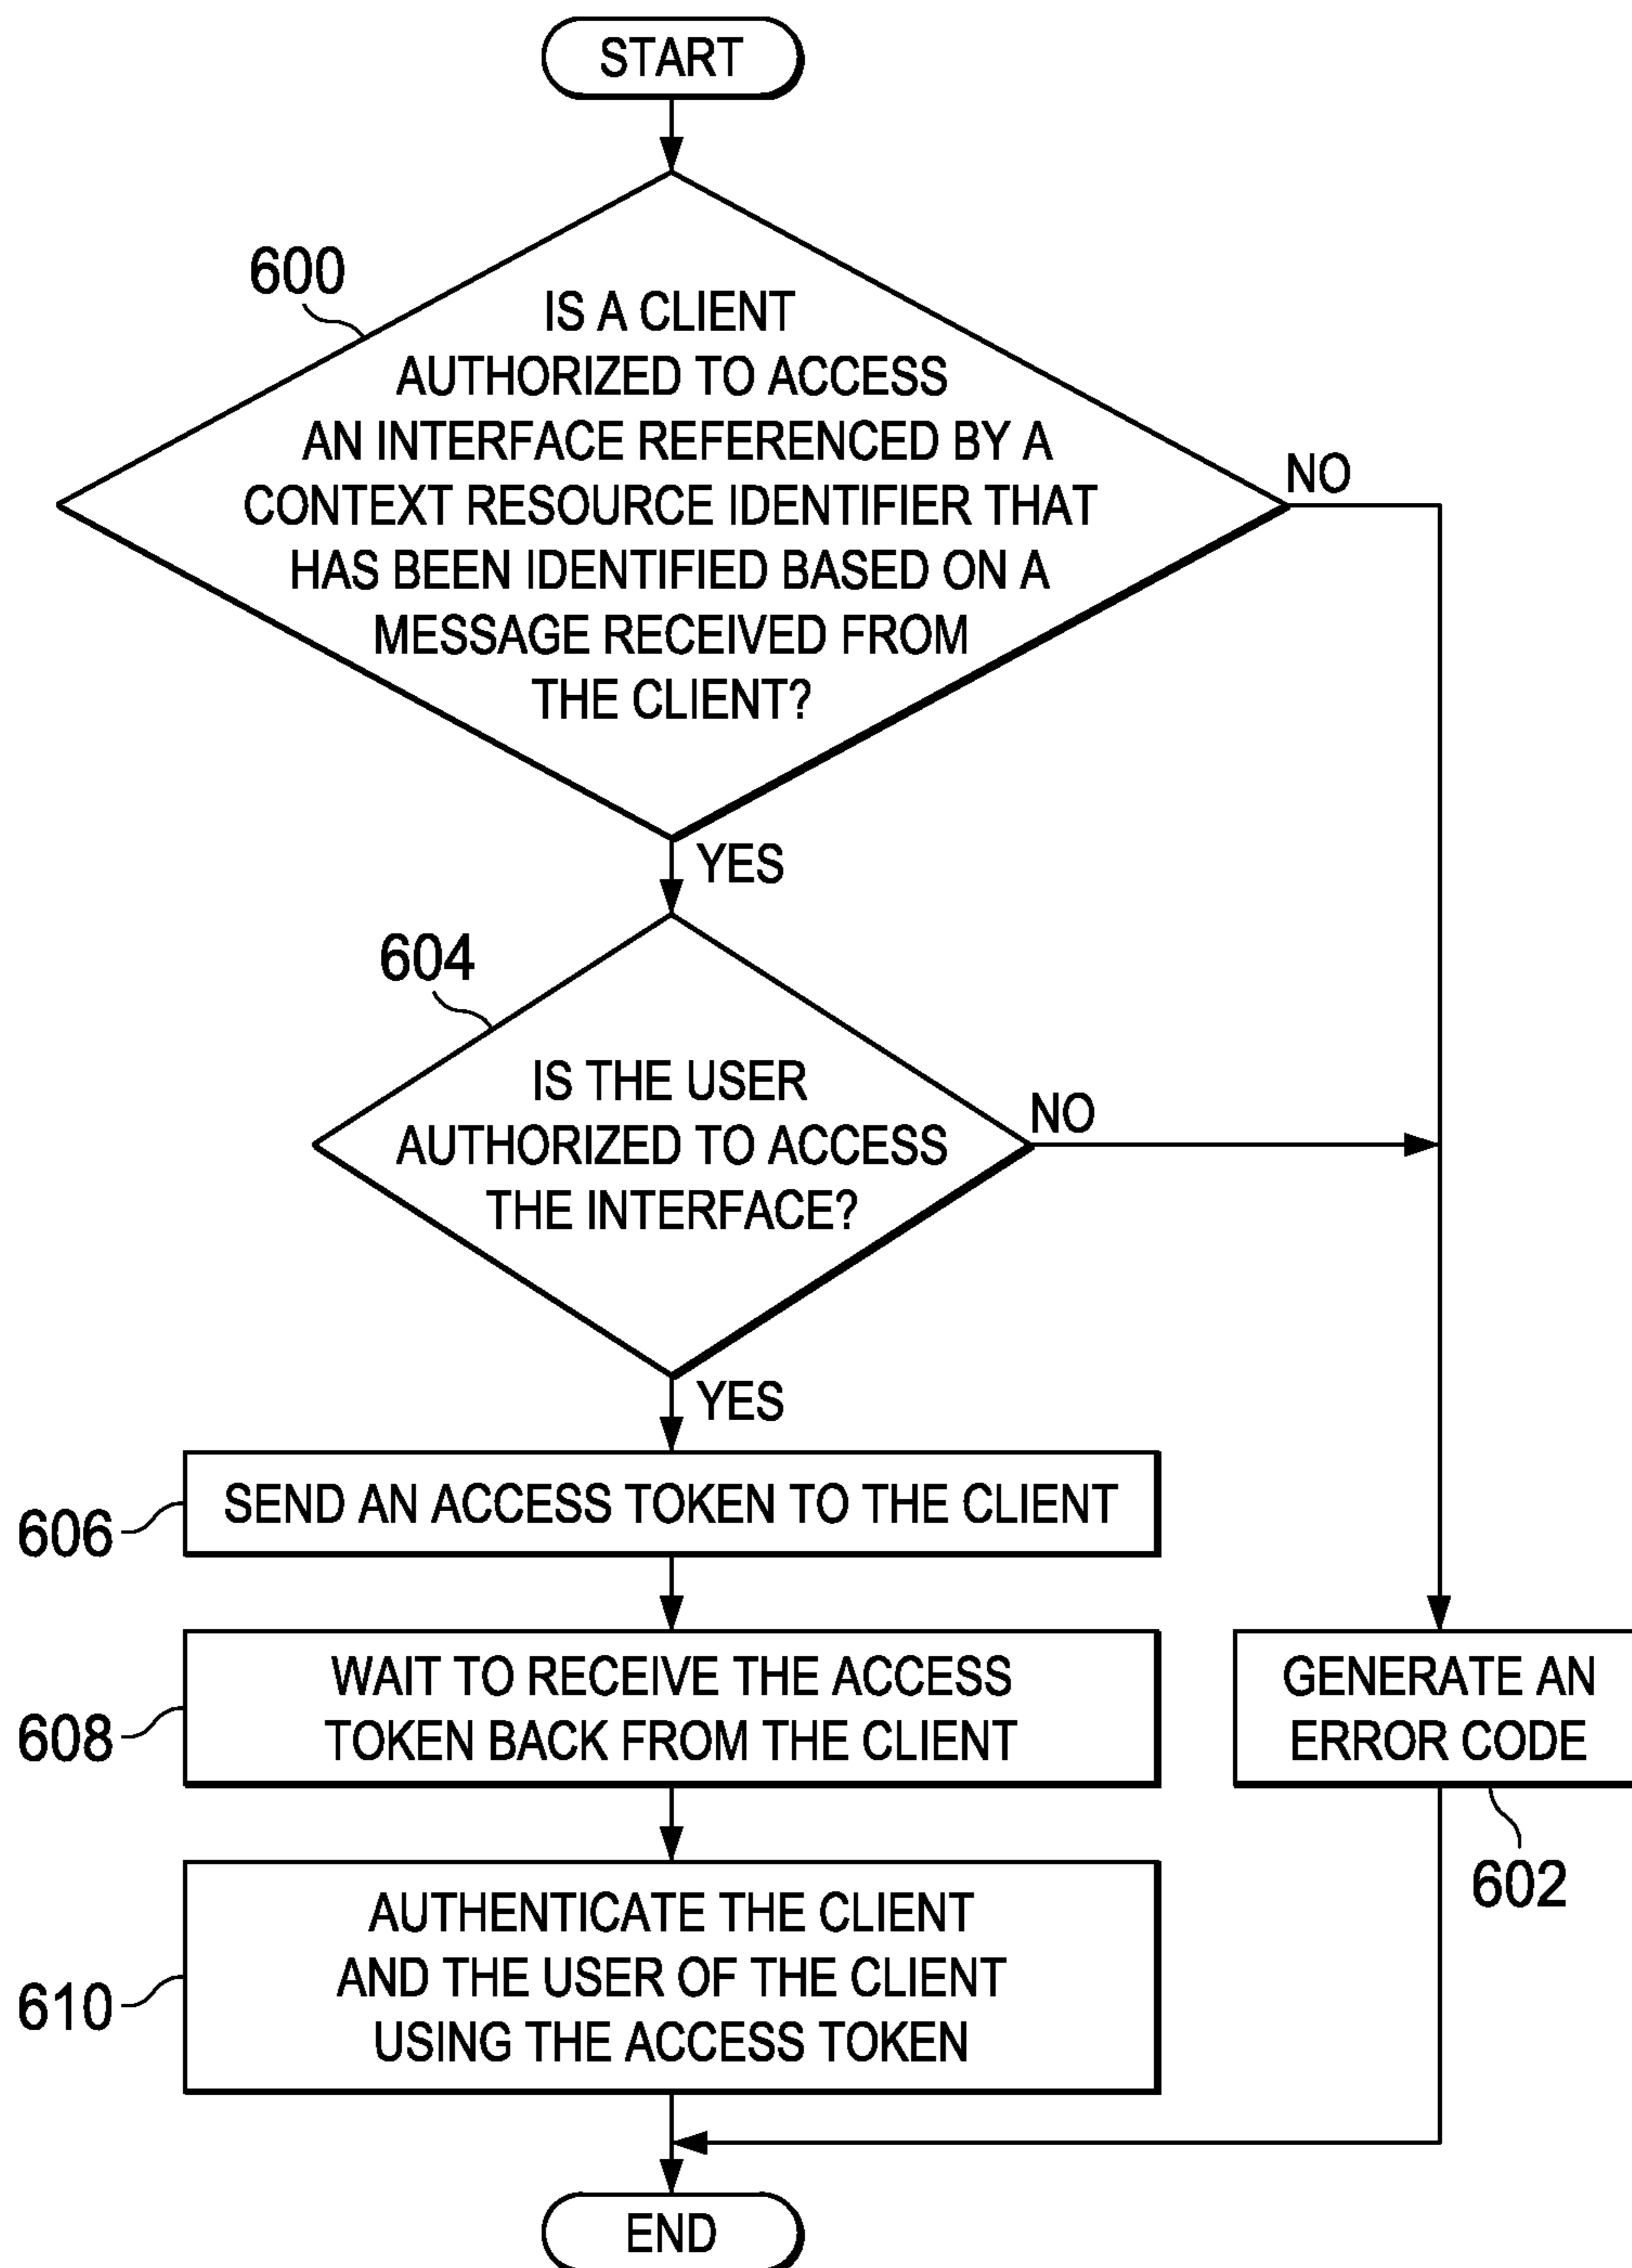 START
600
IS A CLIENT
AUTHORIZED TO ACCESS
AN INTERFACE REFERENCED BY A
CONTEXT RESOURCE IDENTIFIER THAT
HAS BEEN IDENTIFIED BASED ON A
MESSAGE RECEIVED FROM
THE CLIENT?
NO
YES
604
IS THE USER
AUTHORIZED TO ACCESS
THE INTERFACE?
NO
YES
606
SEND AN ACCESS TOKEN TO THE CLIENT
608
WAIT TO RECEIVE THE ACCESS
TOKEN BACK FROM THE CLIENT
GENERATE AN
ERROR CODE
602
610
AUTHENTICATE THE CLIENT
AND THE USER OF THE CLIENT
USING THE ACCESS TOKEN
END